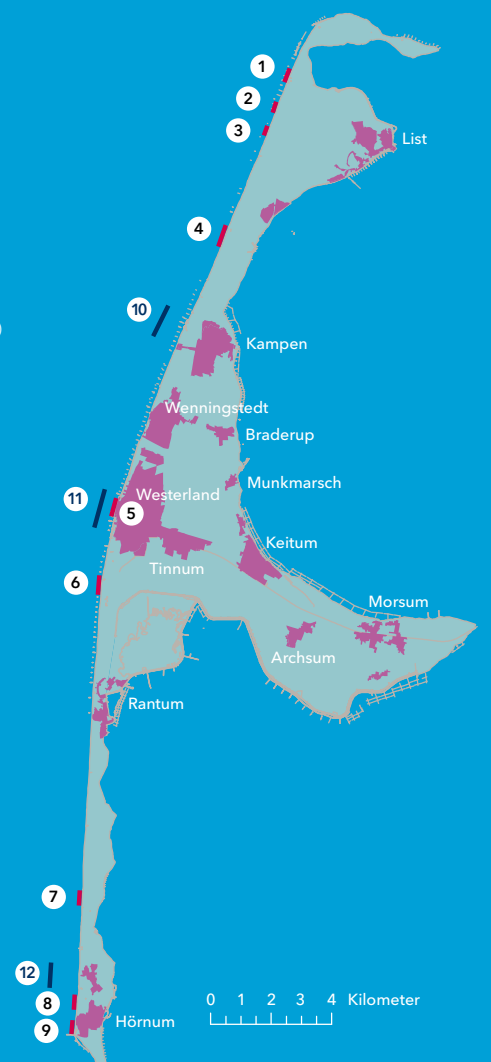 1
2
3
List
4
10
Kampen
Wenningstedt
Braderup
Munkmarsch
11
Westerland
5
Keitum
Tinnum
6
Morsum
Archsum
Rantum
7
12
8
0 1 2 3 4 Kilometer
9
Hörnum